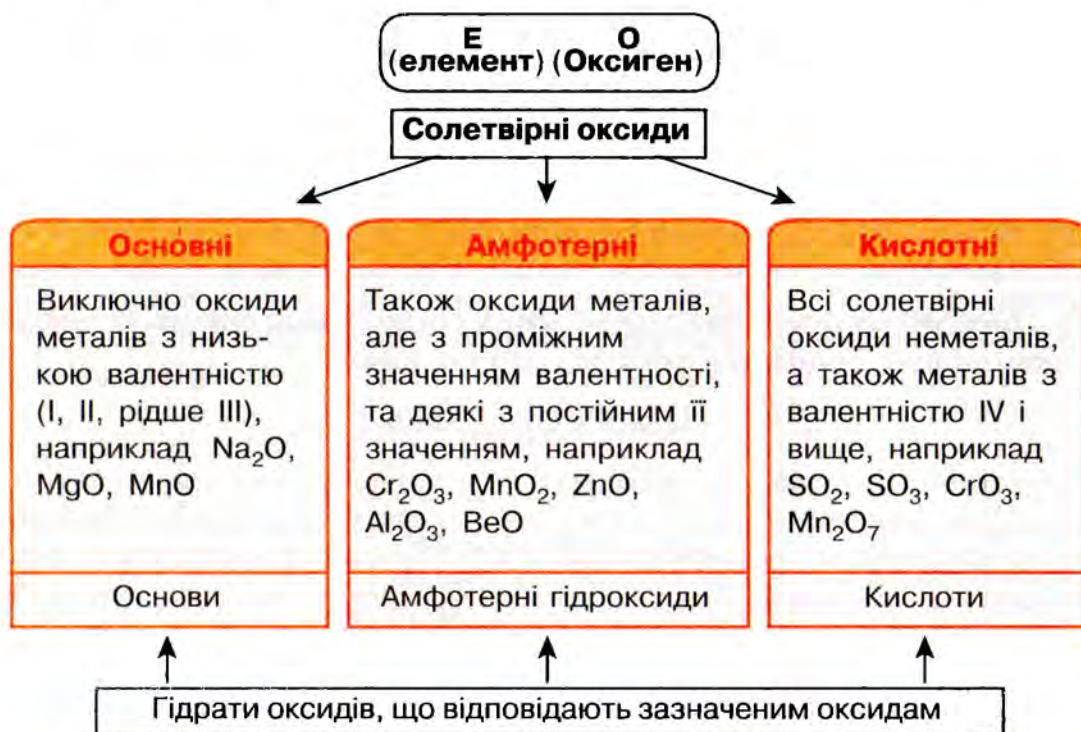 Е О
(елемент) (Оксиген)
Солетвірні оксиди
Основні
Виключно оксиди
металів з низь-
кою валентністю
(I, II, рідше III),
наприклад Na₂O,
MgO, MnO
Основи
Амфотерні
Також оксиди металів,
але з проміжним
значенням валентності,
та деякі з постійним її
значенням, наприклад
Cr₂O₃, MnO₂, ZnO,
Al₂O₃, BeO
Амфотерні гідроксиди
Кислотні
Всі солетвірні
оксиди неметалів,
а також металів з
валентністю IV і
вище, наприклад
SO₂, SO₃, CrO₃,
Mn₂O₇
Кислоти
Гідрати оксидів, що відповідають зазначеним оксидам